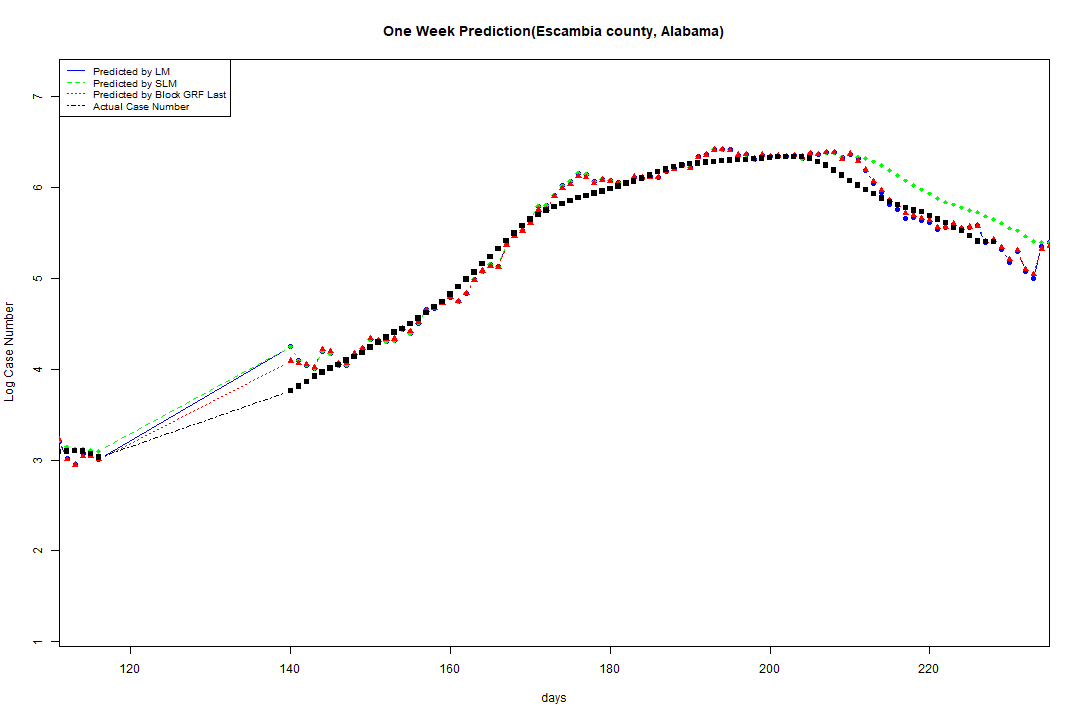 One Week Prediction(Escambia county, Alabama)
Predicted by LM
Predicted by SLM
Predicted by Block GRF Last
Actual Case Number
7
6
5
4
3
2
1
Log Case Number
120 140 160 180 200 220
days